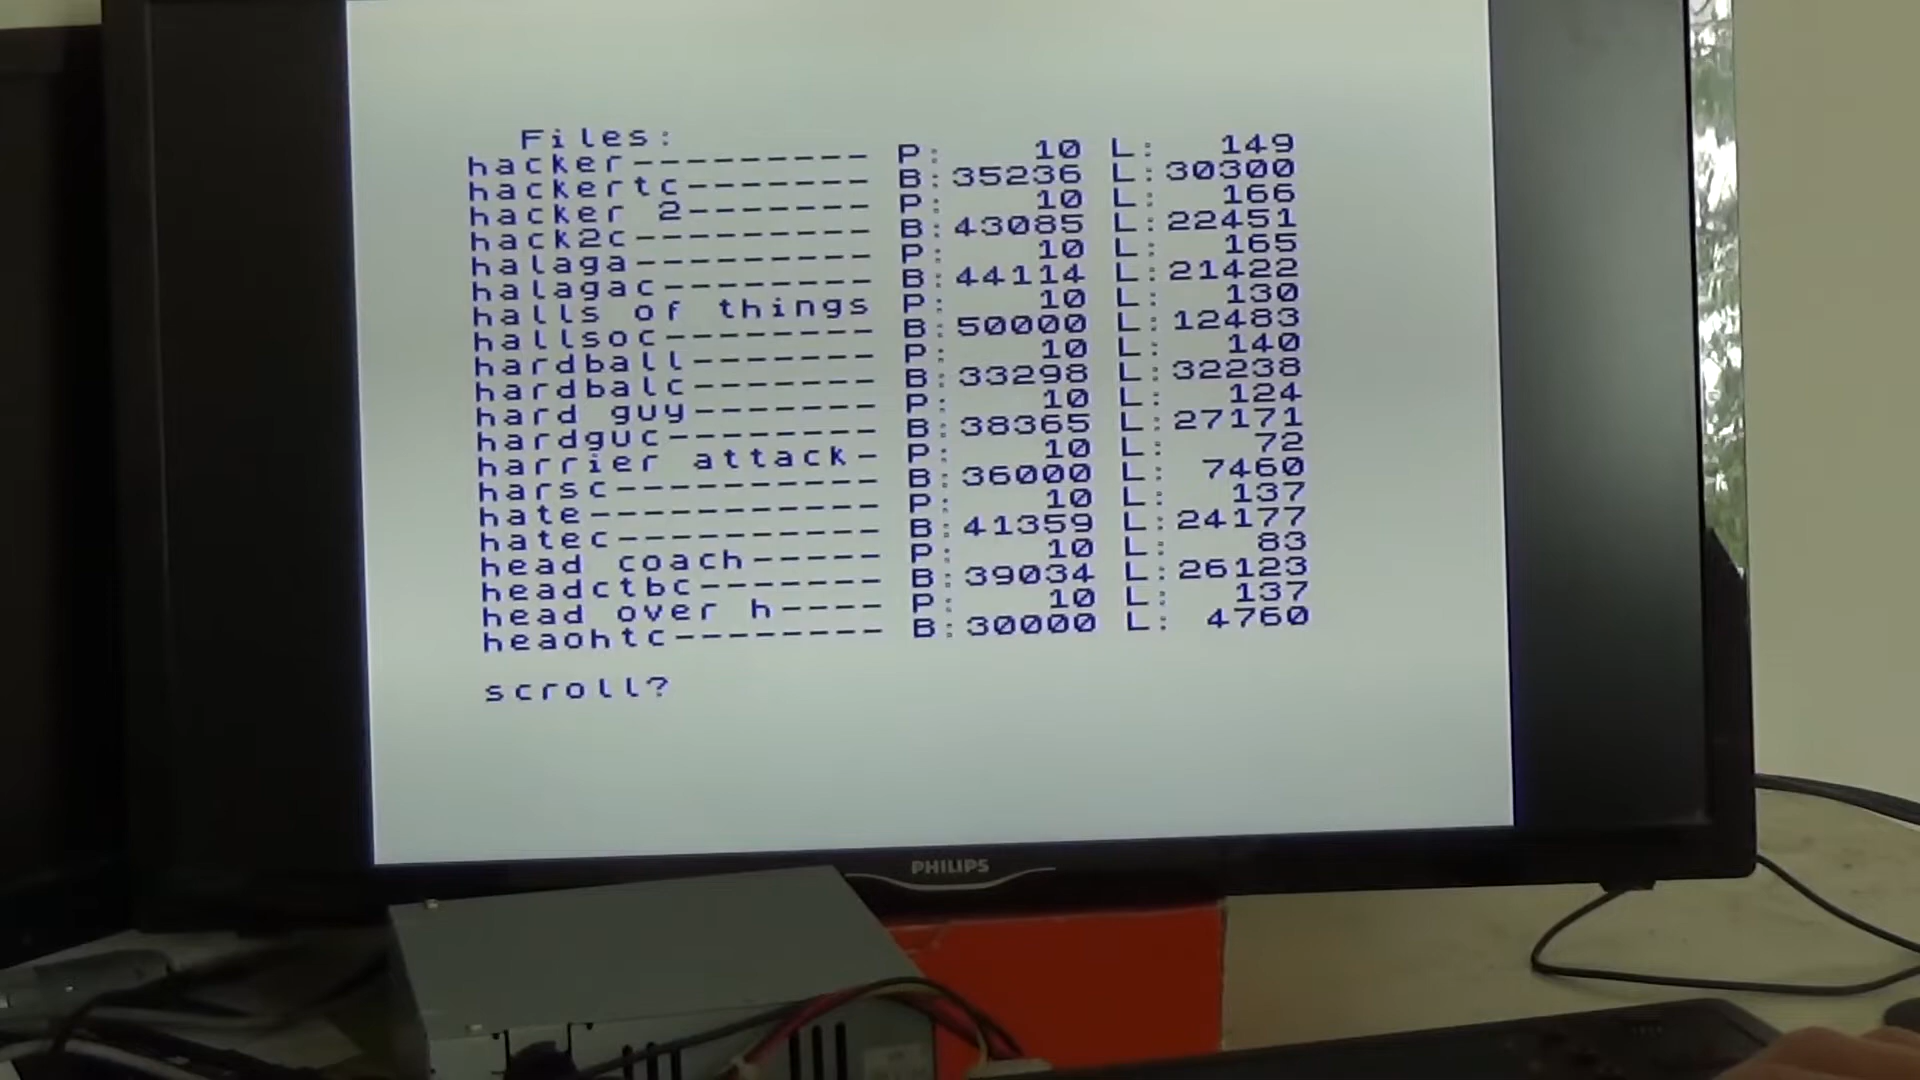 Files:
hacker--------- P: 10 L: 149
hackertc------- B:35236 L:30300
hacker 2------- P: 10 L: 166
hack2c--------- B:43085 L:22451
halaga--------- P: 10 L: 165
halagac-------- B:44114 L:21422
halls of things P: 10 L: 130
hallsoc-------- B:50000 L:12483
hardball------- P: 10 L: 140
hardbalc------- B:33298 L:32238
hard guy------- P: 10 L: 124
hardguc-------- B:38365 L:27171
harrier attack- P: 10 L: 72
harsc---------- B:36000 L: 7460
hate----------- P: 10 L: 137
hatec---------- B:41359 L:24177
head coach----- P: 10 L: 83
headctbc------- B:39034 L:26123
head over h---- P: 10 L: 137
heaohtc-------- B:30000 L: 4760
scroll?
PHILIPS